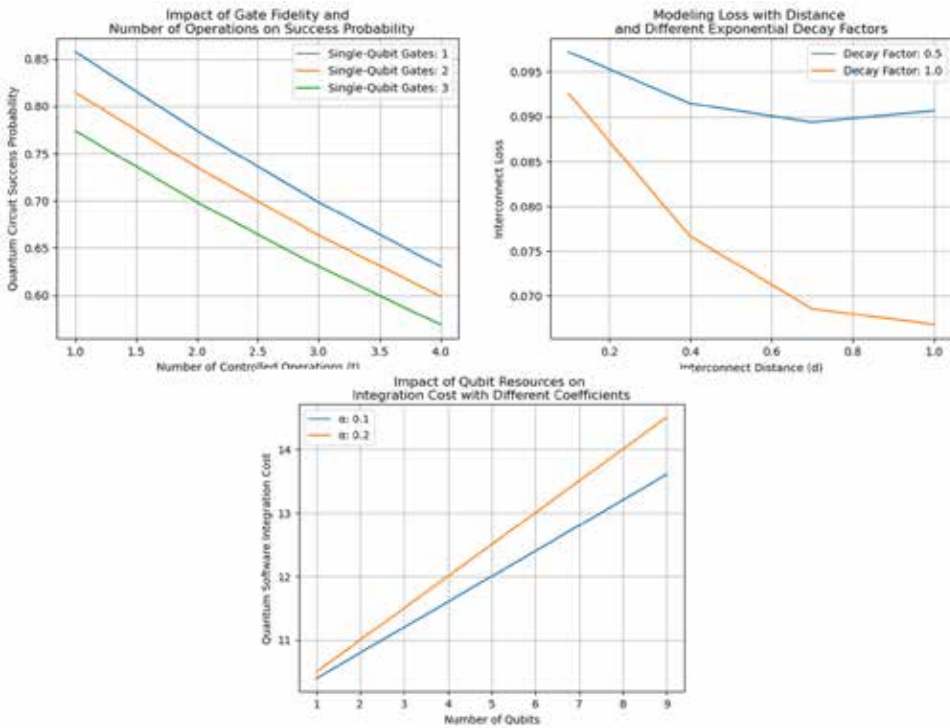 Impact of Gate Fidelity and
Number of Operations on Success Probability
Quantum Circuit Success Probability
0.85
0.80
0.75
0.70
0.65
0.60
Single-Qubit Gates: 1
Single-Qubit Gates: 2
Single-Qubit Gates: 3
1.0 1.5 2.0 2.5 3.0 3.5 4.0
Number of Controlled Operations (t)
Modeling Loss with Distance
and Different Exponential Decay Factors
Interconnect Loss
0.095
0.090
0.085
0.080
0.075
0.070
Decay Factor: 0.5
Decay Factor: 1.0
0.2 0.4 0.6 0.8 1.0
Interconnect Distance (d)
Impact of Qubit Resources on
Integration Cost with Different Coefficients
Quantum Software Integration Cost
14
13
12
11
α: 0.1
α: 0.2
1 2 3 4 5 6 7 8 9
Number of Qubits